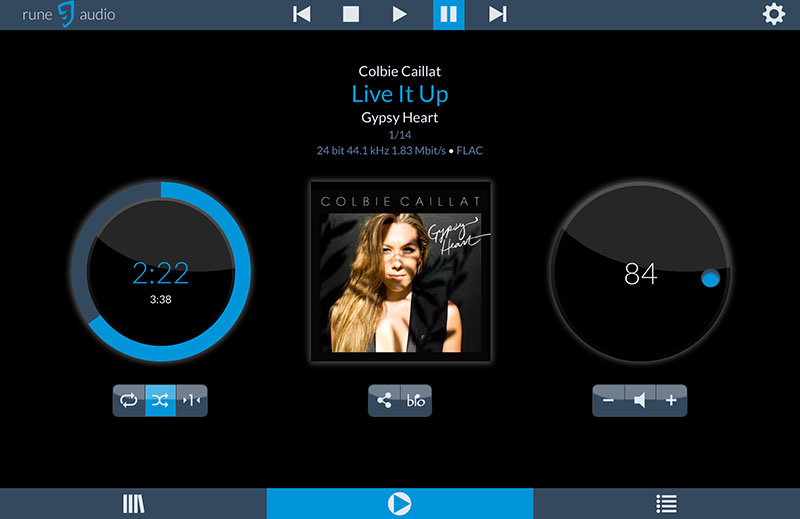 rune audio
Colbie Caillat
Live It Up
Gypsy Heart
1/14
24 bit 44.1 kHz 1.83 Mbit/s • FLAC
COLBIE CAILLAT
Gypsy
Heart
2:22
3:38
84
1
bio